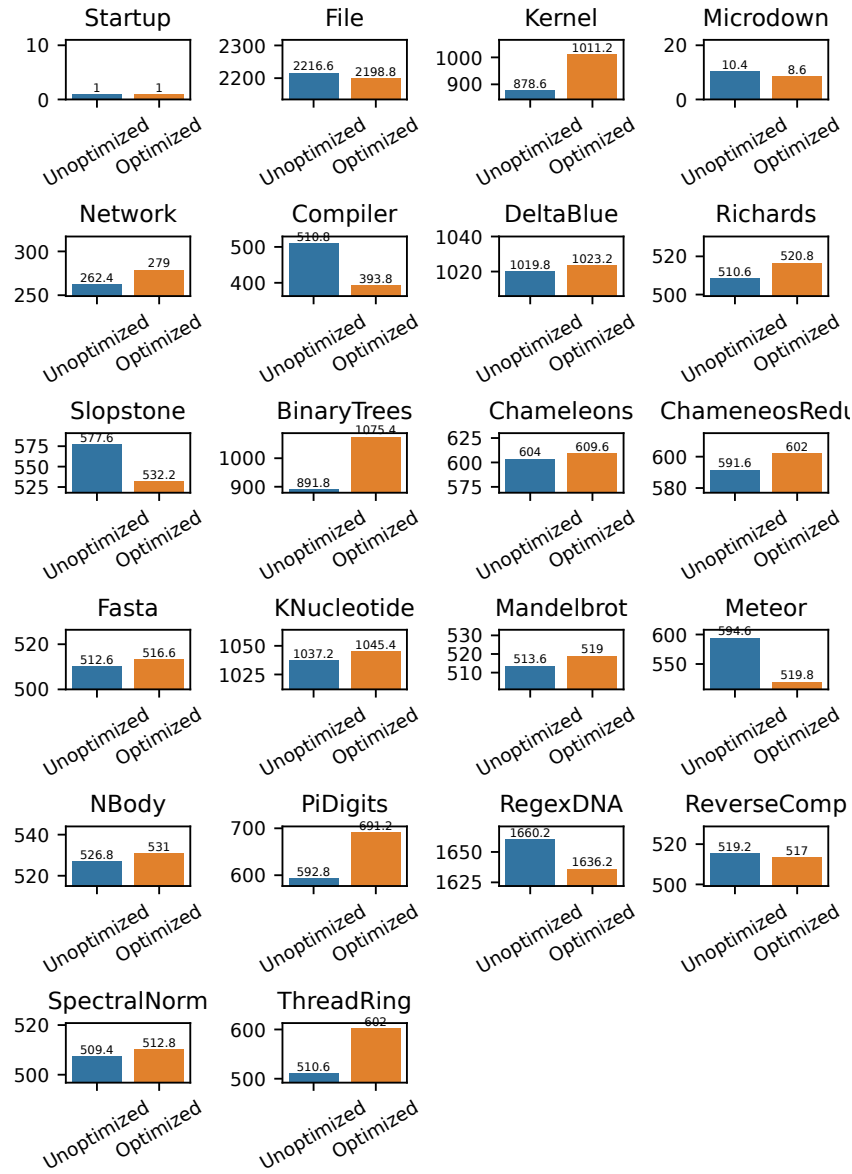 Startup
10
0
1
1
Unoptimized
Optimized
File
2300
2200
2216.6
2198.8
Unoptimized
Optimized
Kernel
1000
900
878.6
1011.2
Unoptimized
Optimized
Microdown
20
0
10.4
8.6
Unoptimized
Optimized
Network
300
250
262.4
279
Unoptimized
Optimized
Compiler
500
400
510.8
393.8
Unoptimized
Optimized
DeltaBlue
1040
1020
1019.8
1023.2
Unoptimized
Optimized
Richards
520
500
510.6
520.8
Unoptimized
Optimized
Slopstone
575
550
525
577.6
532.2
Unoptimized
Optimized
BinaryTrees
1000
900
891.8
1075.4
Unoptimized
Optimized
Chameleons
625
600
575
604
609.6
Unoptimized
Optimized
ChameneosRedu
600
580
591.6
602
Unoptimized
Optimized
Fasta
520
500
512.6
516.6
Unoptimized
Optimized
KNucleotide
1050
1025
1037.2
1045.4
Unoptimized
Optimized
Mandelbrot
530
520
510
513.6
519
Unoptimized
Optimized
Meteor
600
550
594.6
519.8
Unoptimized
Optimized
NBody
540
520
526.8
531
Unoptimized
Optimized
PiDigits
700
600
592.8
691.2
Unoptimized
Optimized
RegexDNA
1650
1625
1660.2
1636.2
Unoptimized
Optimized
ReverseComp
520
500
519.2
517
Unoptimized
Optimized
SpectralNorm
520
500
509.4
512.8
Unoptimized
Optimized
ThreadRing
600
500
510.6
602
Unoptimized
Optimized